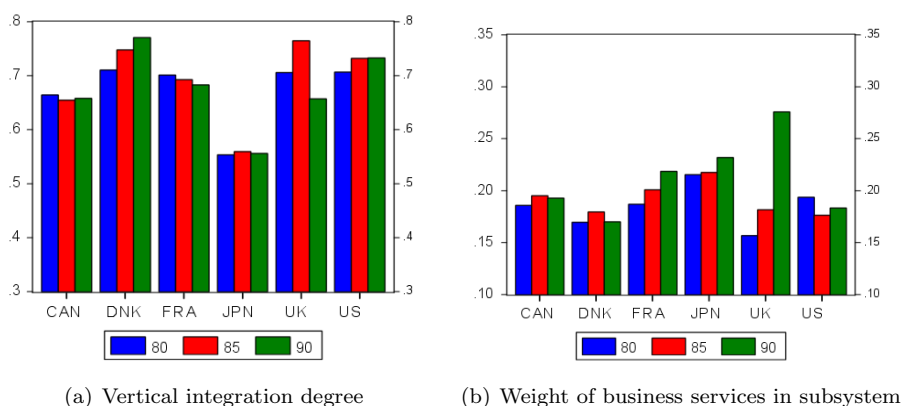 .8 .8 .35 .35
.7 .7 .30 .30
.6 .6 .25 .25
.5 .5 .20 .20
.4 .4 .15 .15
.3 .3 .10 .10
CAN DNK FRA JPN UK US
CAN DNK FRA JPN UK US
80 85 90
80 85 90
(a) Vertical integration degree
(b) Weight of business services in subsystem